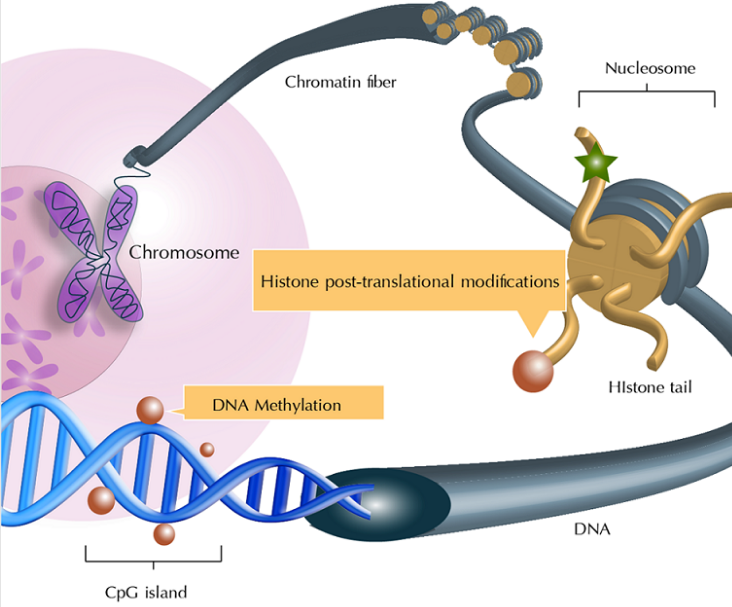 Chromatin fiber
Nucleosome
Chromosome
Histone post-translational modifications
HIstone tail
DNA Methylation
DNA
CpG island